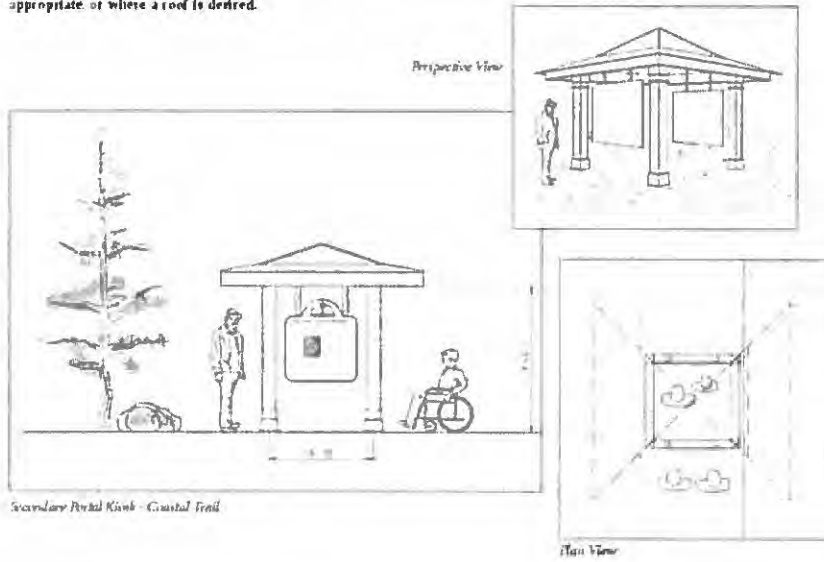 appropriate, or where a roof is desired.
Perspective View
Secondary Portal Kiosk - Coastal Trail
Plan View